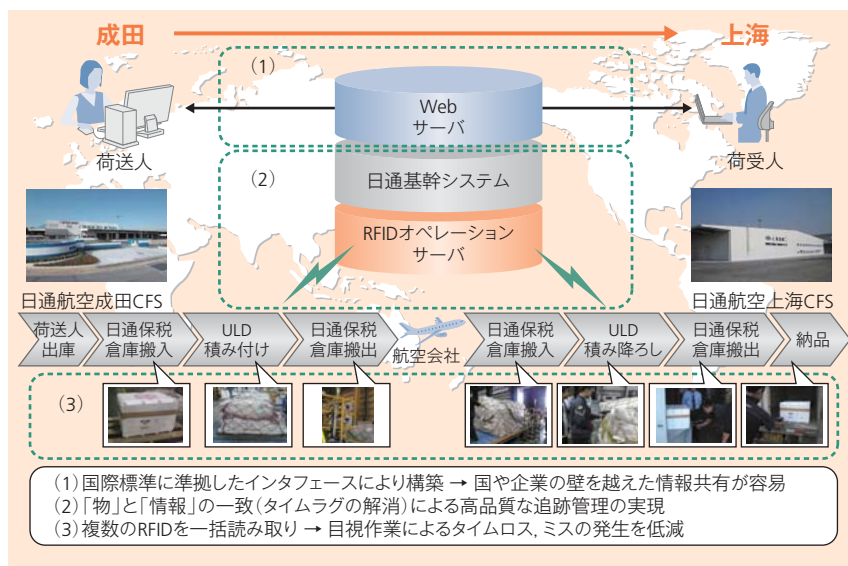 成田
上海
(1)
Web
サーバ
荷送人
荷受人
(2)
日通基幹システム
RFIDオペレーション
サーバ
日通航空成田CFS
日通航空上海CFS
荷送人
出庫
日通保税
倉庫搬入
ULD
積み付け
日通保税
倉庫搬出
航空会社
日通保税
倉庫搬入
ULD
積み降ろし
日通保税
倉庫搬出
納品
(3)
(1)国際標準に準拠したインタフェースにより構築 → 国や企業の壁を越えた情報共有が容易
(2)「物」と「情報」の一致(タイムラグの解消)による高品質な追跡管理の実現
(3)複数のRFIDを一括読み取り → 目視作業によるタイムロス, ミスの発生を低減